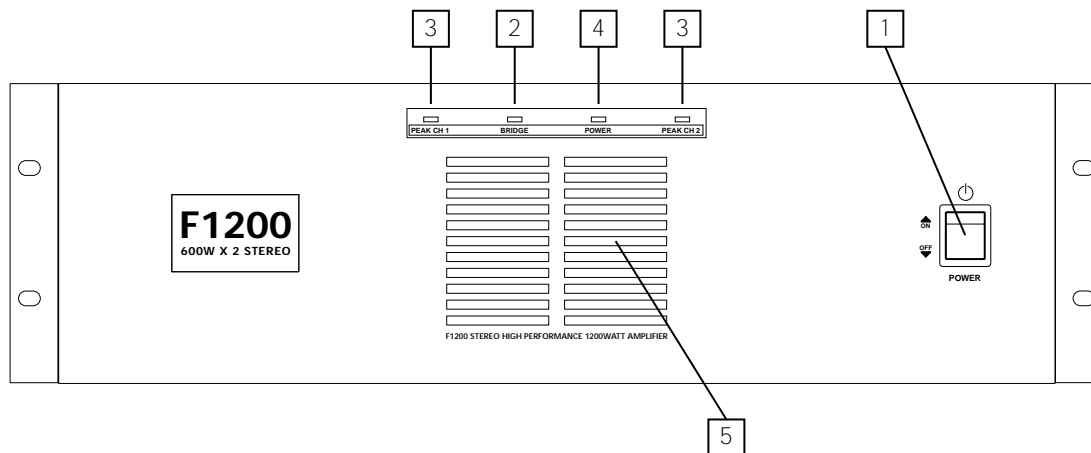 3 2 4 3 1
PEAK CH 1 BRIDGE POWER PEAK CH 2
F1200
600W X 2 STEREO
ON
OFF
POWER
F1200 STEREO HIGH PERFORMANCE 1200WATT AMPLIFIER
5